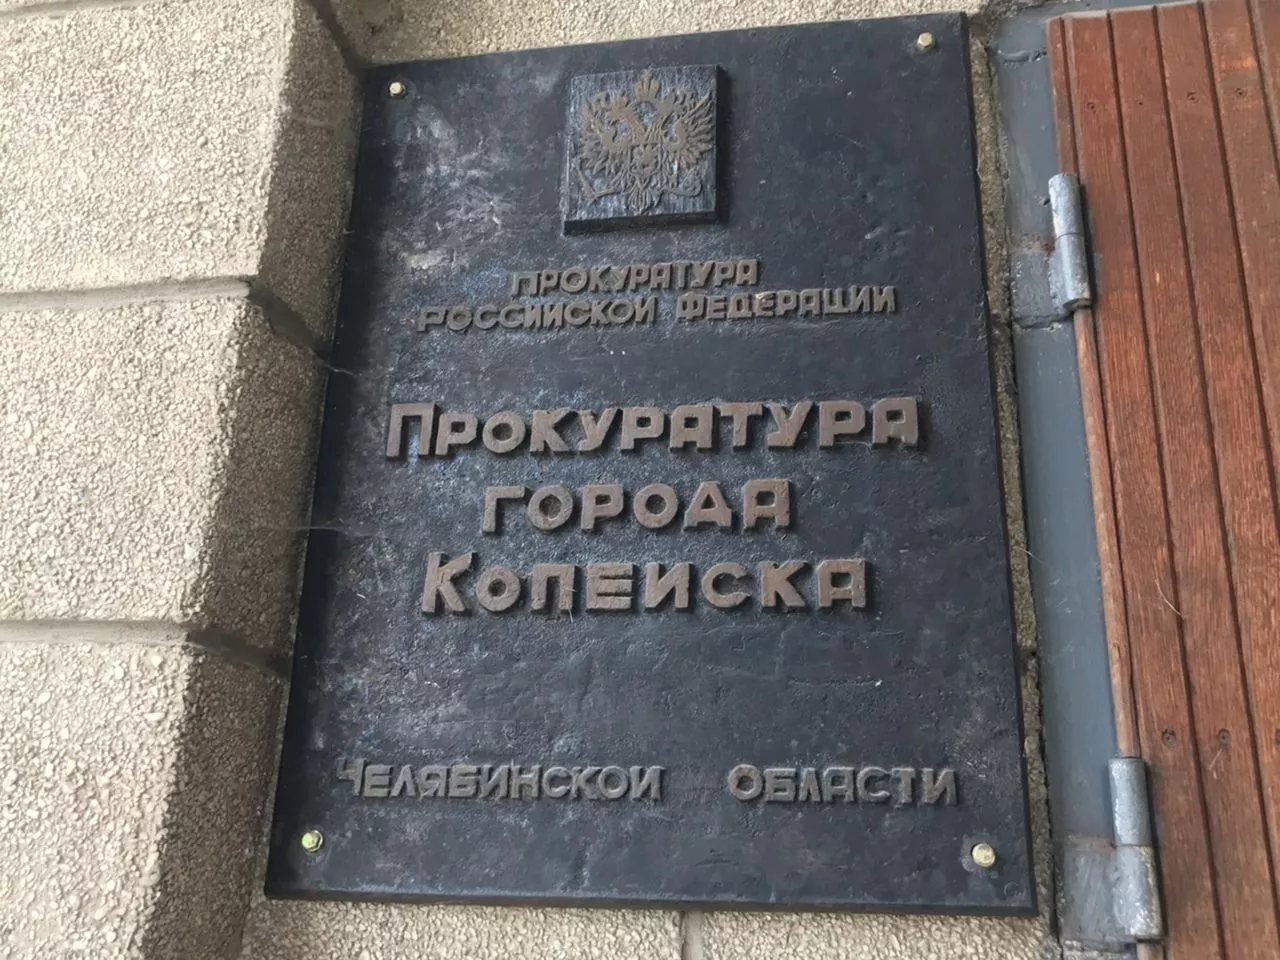 ПРОКУРАТУРА
РОССИЙСКОЙ ФЕДЕРАЦИИ
ПРОКУРАТУРА
ГОРОДА
КОПЕЙСКА
ЧЕЛЯБИНСКОЙ ОБЛАСТИ